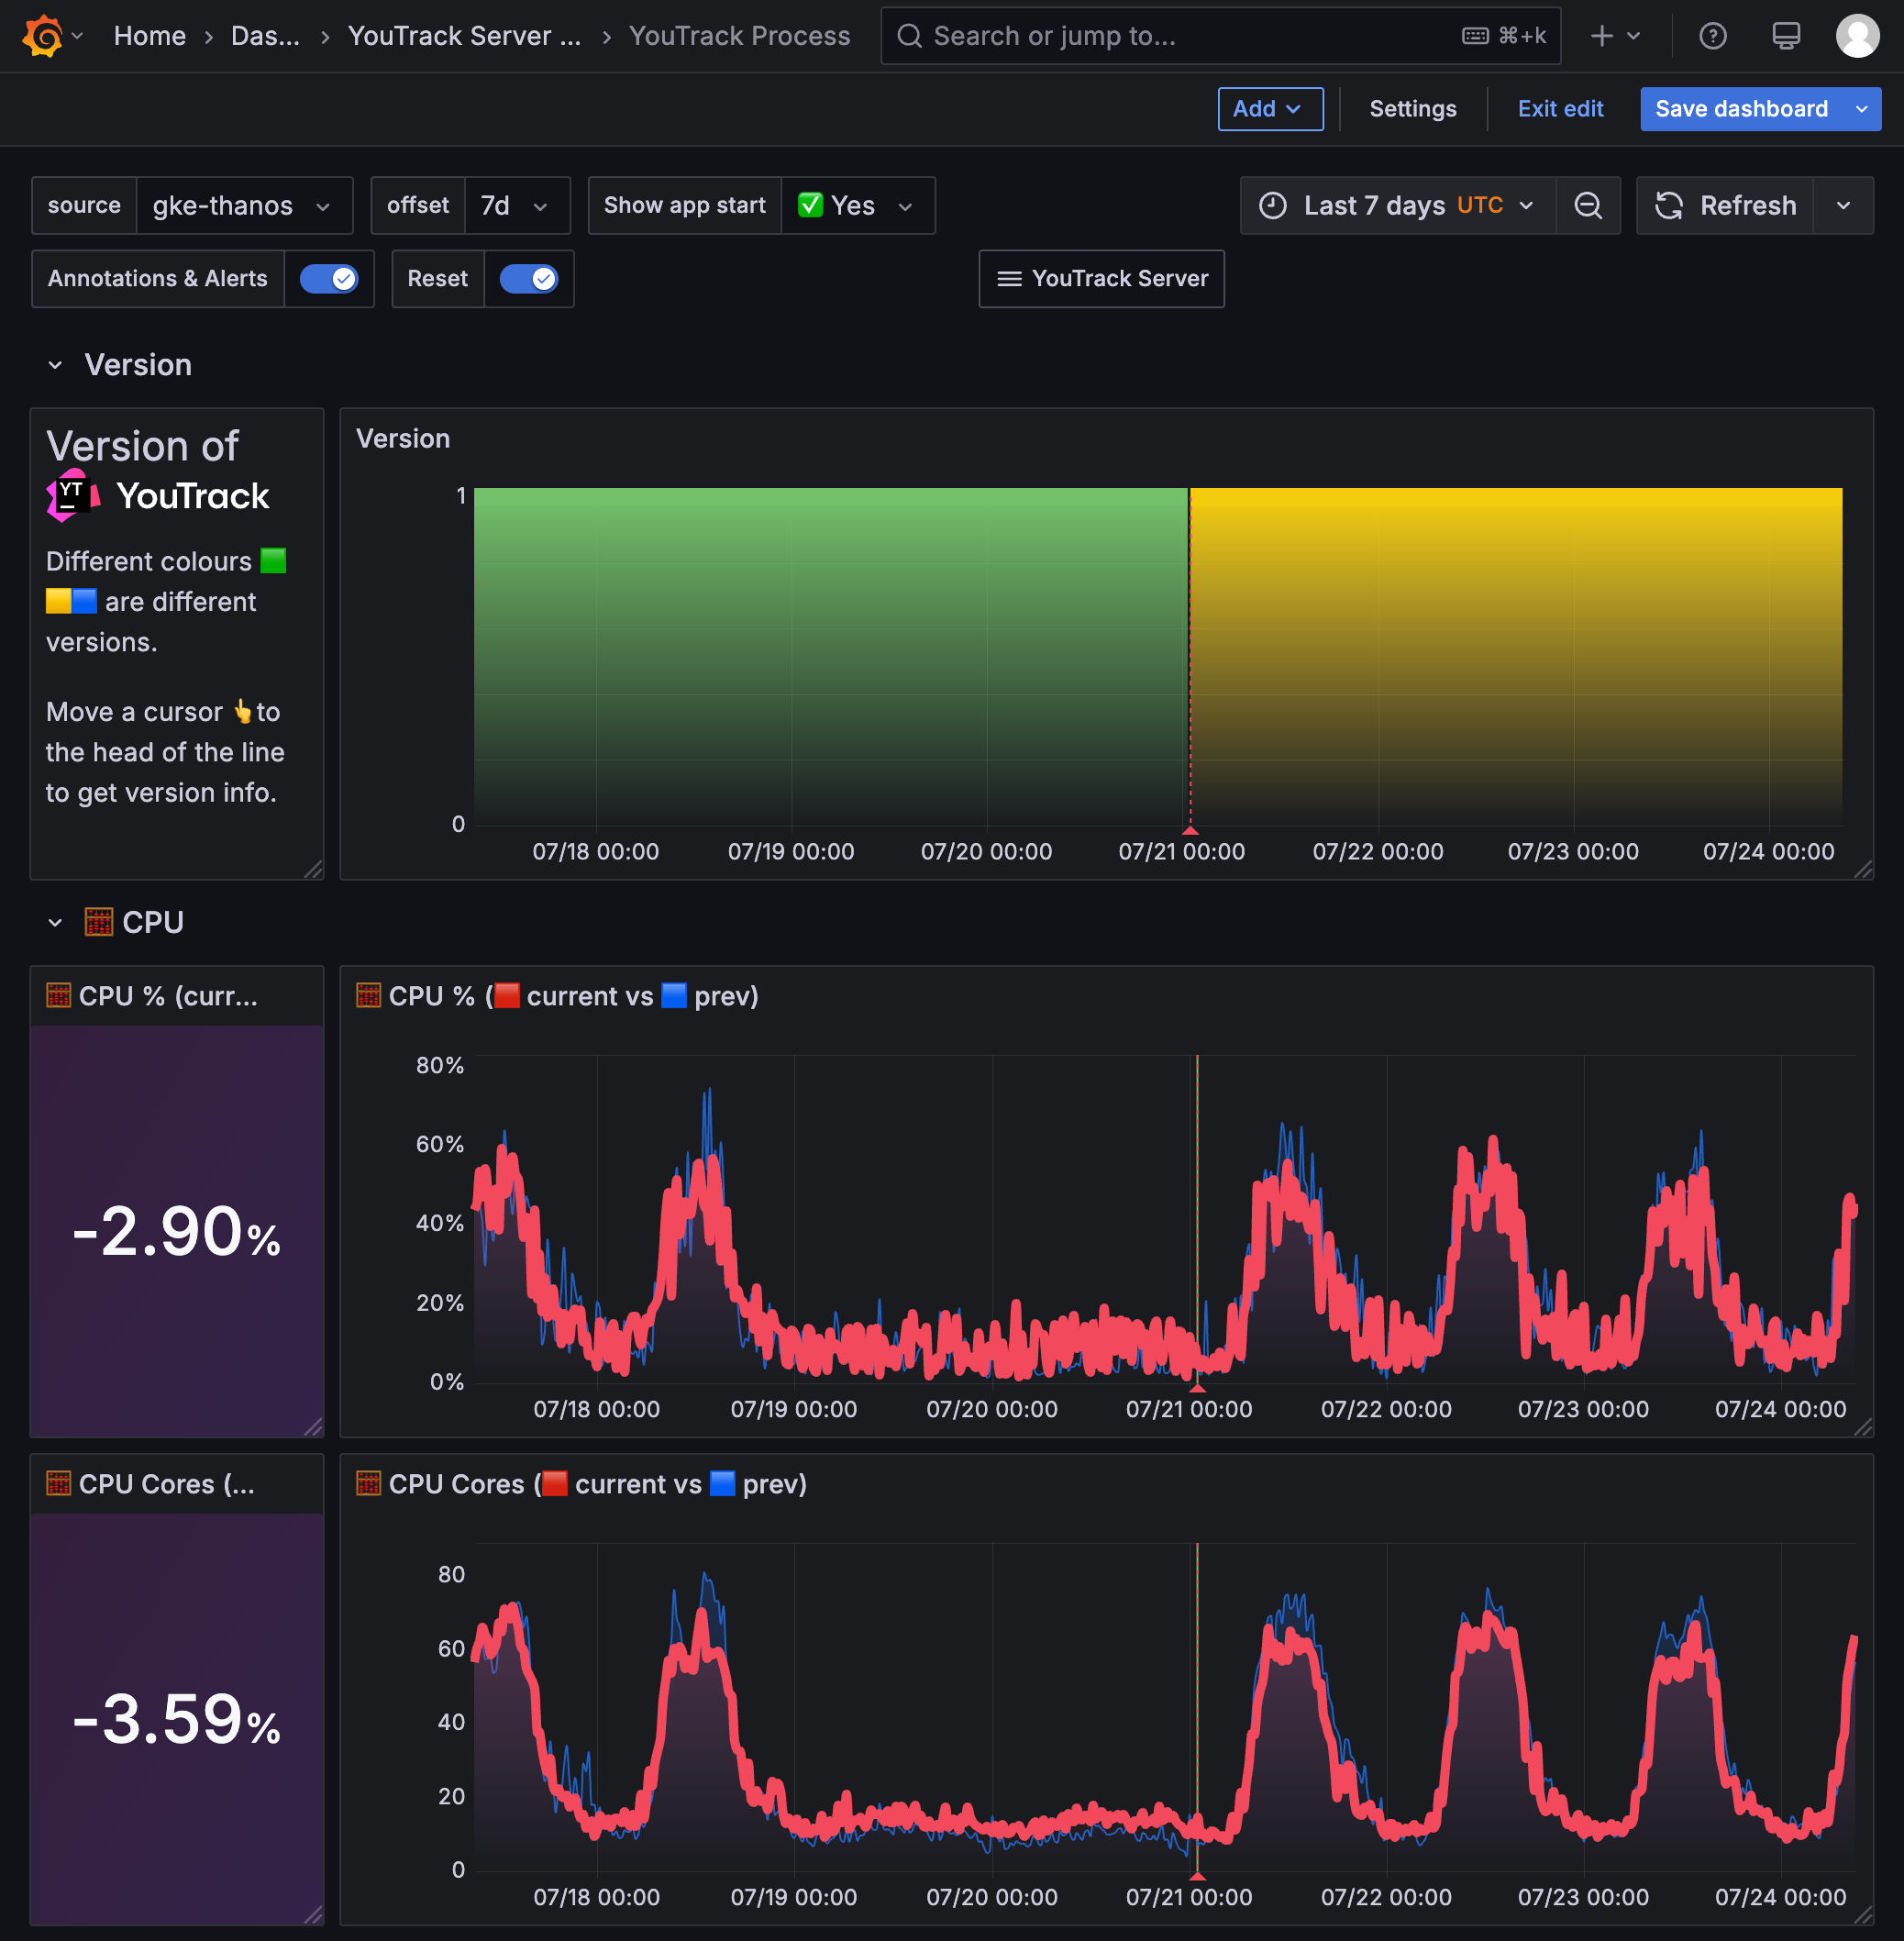 Home › Das... › YouTrack Server ... › YouTrack Process Search or jump to... ⌘+k
Add Settings Exit edit Save dashboard
source gke-thanos offset 7d Show app start ✅ Yes Last 7 days UTC Refresh
Annotations & Alerts Reset YouTrack Server
Version
Version of
YT YouTrack
Different colours 🟩
🟨🟦 are different
versions.
Move a cursor 👆to
the head of the line
to get version info.
Version
1
0
07/18 00:00 07/19 00:00 07/20 00:00 07/21 00:00 07/22 00:00 07/23 00:00 07/24 00:00
🧮 CPU
🧮 CPU % (curr...
-2.90%
🧮 CPU % (🟥 current vs 🟦 prev)
80%
60%
40%
20%
0%
07/18 00:00 07/19 00:00 07/20 00:00 07/21 00:00 07/22 00:00 07/23 00:00 07/24 00:00
🧮 CPU Cores (...
-3.59%
🧮 CPU Cores (🟥 current vs 🟦 prev)
80
60
40
20
0
07/18 00:00 07/19 00:00 07/20 00:00 07/21 00:00 07/22 00:00 07/23 00:00 07/24 00:00